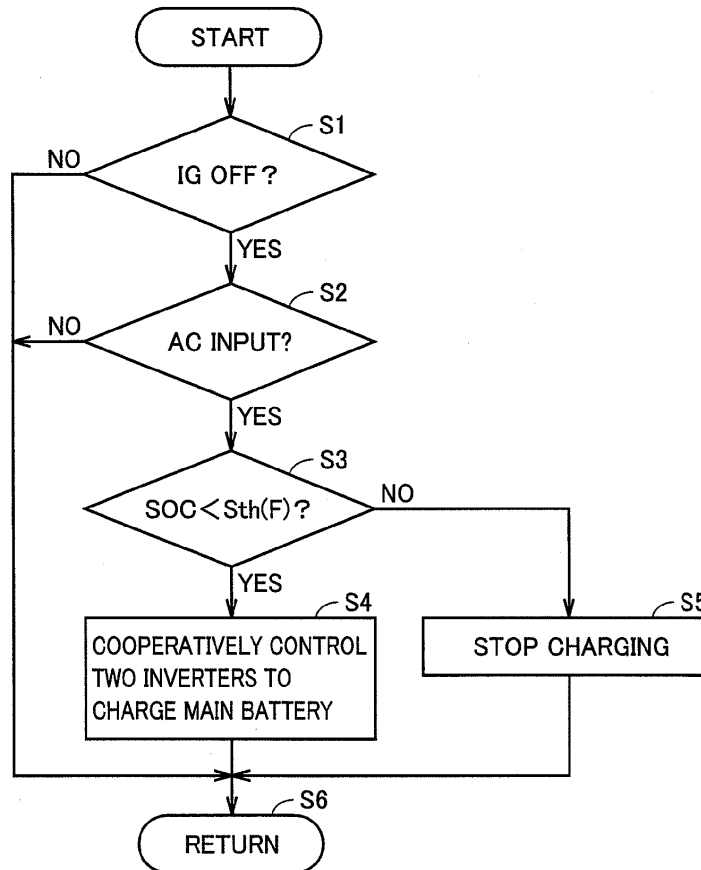 START
S1
NO
IG OFF?
YES
S2
NO
AC INPUT?
YES
S3
NO
SOC<Sth(F)?
YES
S4
S5
COOPERATIVELY CONTROL
TWO INVERTERS TO
CHARGE MAIN BATTERY
STOP CHARGING
S6
RETURN